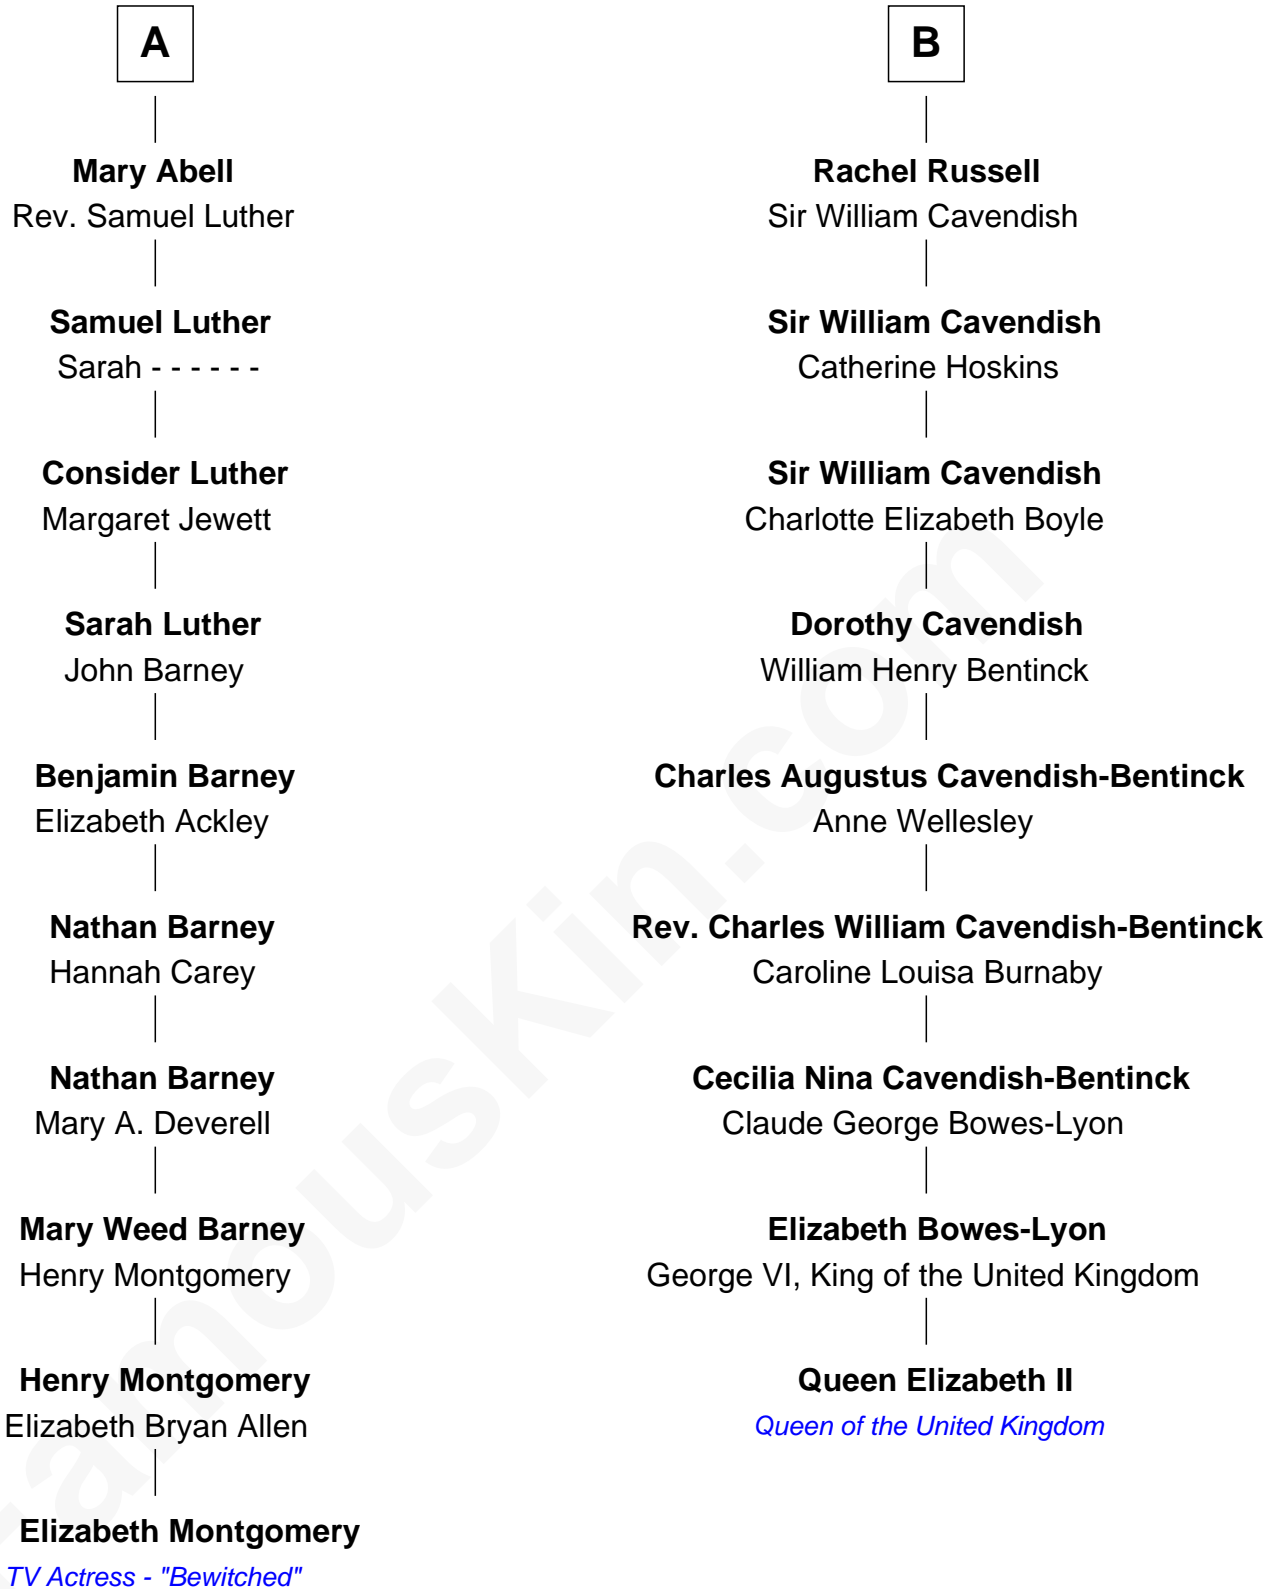 A
Mary Abell
Rev. Samuel Luther
Samuel Luther
Sarah - - - - - -
Consider Luther
Margaret Jewett
Sarah Luther
John Barney
Benjamin Barney
Elizabeth Ackley
Nathan Barney
Hannah Carey
Nathan Barney
Mary A. Deverell
Mary Weed Barney
Henry Montgomery
Henry Montgomery
Elizabeth Bryan Allen
Elizabeth Montgomery
TV Actress - "Bewitched"
B
Rachel Russell
Sir William Cavendish
Sir William Cavendish
Catherine Hoskins
Sir William Cavendish
Charlotte Elizabeth Boyle
Dorothy Cavendish
William Henry Bentinck
Charles Augustus Cavendish-Bentinck
Anne Wellesley
Rev. Charles William Cavendish-Bentinck
Caroline Louisa Burnaby
Cecilia Nina Cavendish-Bentinck
Claude George Bowes-Lyon
Elizabeth Bowes-Lyon
George VI, King of the United Kingdom
Queen Elizabeth II
Queen of the United Kingdom
FamousKin.com